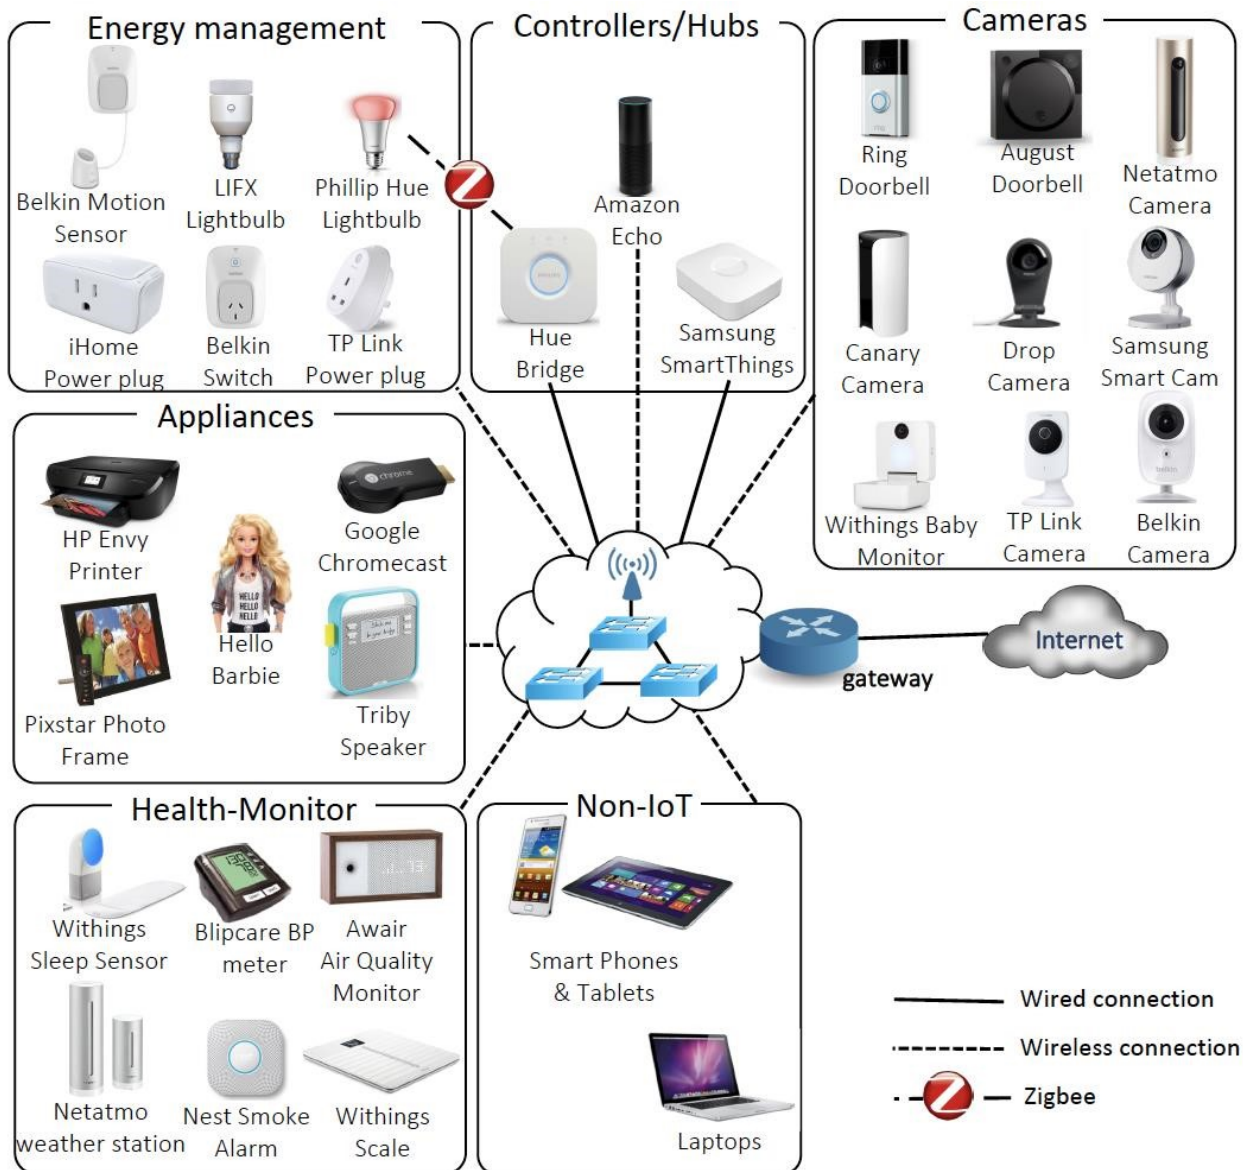 Energy management
Belkin Motion
Sensor
LIFX
Lightbulb
Phillip Hue
Lightbulb
iHome
Power plug
Belkin
Switch
TP Link
Power plug
Controllers/Hubs
Amazon
Echo
Hue
Bridge
Samsung
SmartThings
Z
Cameras
Ring
Doorbell
August
Doorbell
Netatmo
Camera
Canary
Camera
Drop
Camera
Samsung
Smart Cam
Withings Baby
Monitor
TP Link
Camera
belkin
Belkin
Camera
Appliances
HP Envy
Printer
chrome
Google
Chromecast
HELLO
HELLO
HELLO
Hello
Barbie
Pixstar Photo
Frame
Triby
Speaker
gateway
Internet
Health-Monitor
Withings
Sleep Sensor
Blipcare BP
meter
Awair
Air Quality
Monitor
Netatmo
weather station
Nest Smoke
Alarm
Withings
Scale
Non-IoT
Smart Phones
& Tablets
Laptops
Wired connection
Wireless connection
Z
Zigbee